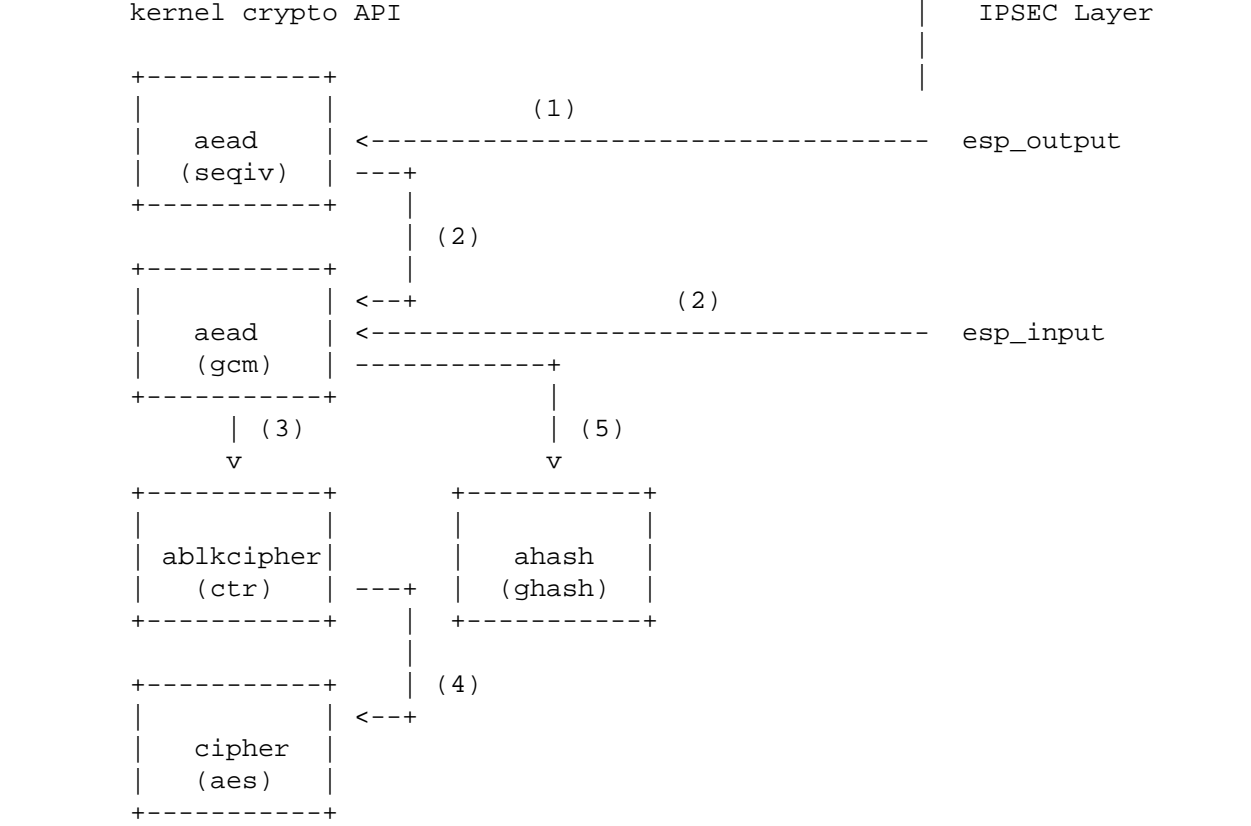 kernel crypto API | IPSEC Layer
|
+-----------+ |
| | (1)
| aead | <----------------------------------- esp_output
| (seqiv) | ---+
+-----------+ |
| (2)
+-----------+ |
| | <--+ (2)
| aead | <----------------------------------- esp_input
| (gcm) | ------------+
+-----------+ |
| (3) | (5)
v v
+-----------+ +-----------+
| | | |
| ablkcipher| | ahash |
| (ctr) | ---+ | (ghash) |
+-----------+ | +-----------+
|
+-----------+ | (4)
| | <--+
| cipher |
| (aes) |
+-----------+